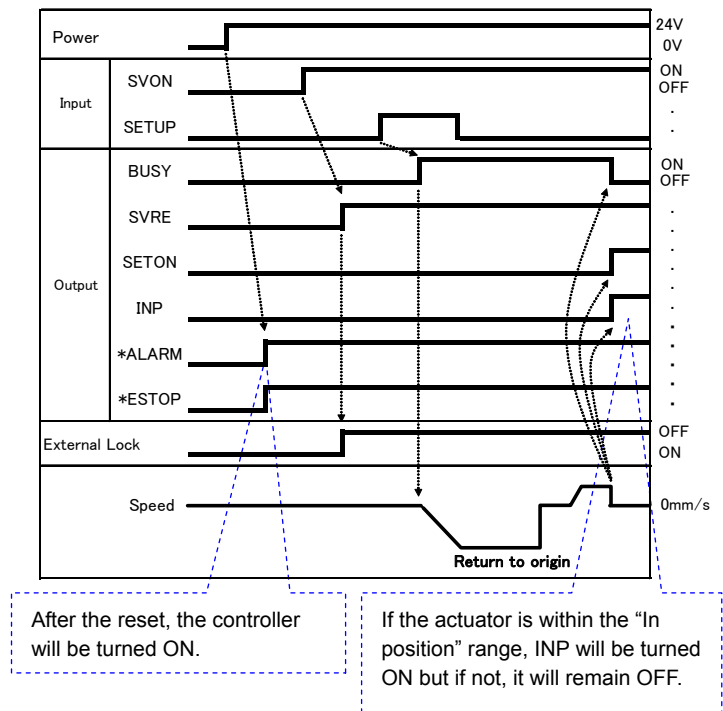 Power
24V
0V
Input
SVON
ON
OFF
SETUP
Output
BUSY
ON
OFF
SVRE
SETON
INP
*ALARM
*ESTOP
External Lock
OFF
ON
Speed
0mm/s
Return to origin
After the reset, the controller
will be turned ON.
If the actuator is within the “In
position” range, INP will be turned
ON but if not, it will remain OFF.